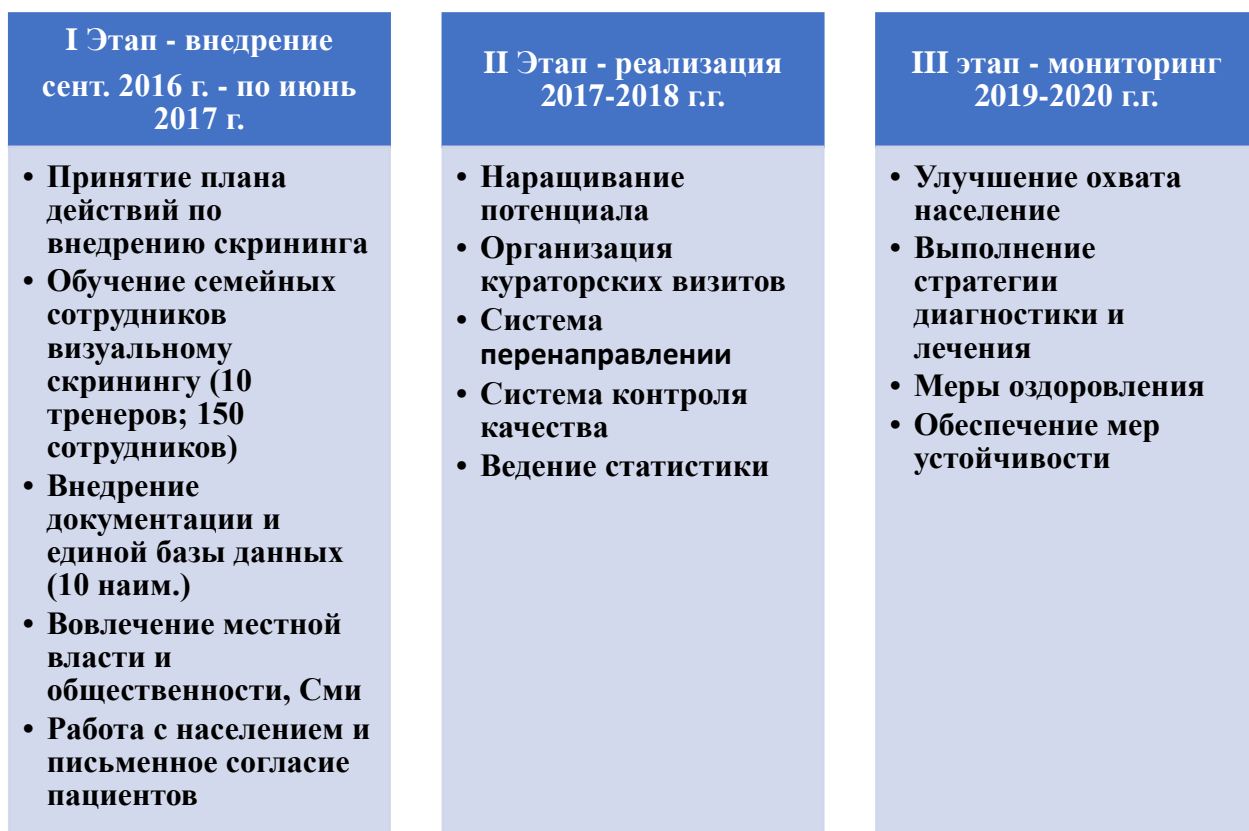 I Этап - внедрение
сент. 2016 г. - по июнь
2017 г.
• Принятие плана
действий по
внедрению скрининга
• Обучение семейных
сотрудников
визуальному
скринингу (10
тренеров; 150
сотрудников)
• Внедрение
документации и
единой базы данных
(10 наим.)
• Вовлечение местной
власти и
общественности, Сми
• Работа с населением и
письменное согласие
пациентов
II Этап - реализация
2017-2018 г.г.
• Наращивание
потенциала
• Организация
кураторских визитов
• Система
перенаправлении
• Система контроля
качества
• Ведение статистики
III этап - мониторинг
2019-2020 г.г.
• Улучшение охвата
население
• Выполнение
стратегии
диагностики и
лечения
• Меры оздоровления
• Обеспечение мер
устойчивости